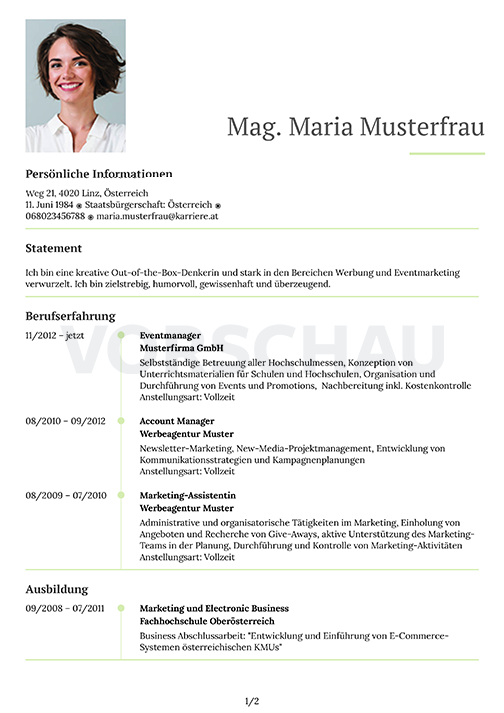 Mag. Maria Musterfrau
Persönliche Informationen
Weg 21, 4020 Linz, Österreich
11. Juni 1984 ◉ Staatsbürgerschaft: Österreich ◉
068023456788 ◉ maria.musterfrau@karriere.at
Statement
Ich bin eine kreative Out-of-the-Box-Denkerin und stark in den Bereichen Werbung und Eventmarketing
verwurzelt. Ich bin zielstrebig, humorvoll, gewissenhaft und überzeugend.
Berufserfahrung
VORSCHAU
11/2012 – jetzt Eventmanager
Musterfirma GmbH
Selbstständige Betreuung aller Hochschulmessen, Konzeption von
Unterrichtsmaterialien für Schulen und Hochschulen, Organisation und
Durchführung von Events und Promotions, Nachbereitung inkl. Kostenkontrolle
Anstellungsart: Vollzeit
08/2010 – 09/2012 Account Manager
Werbeagentur Muster
Newsletter-Marketing, New-Media-Projektmanagement, Entwicklung von
Kommunikationsstrategien und Kampagnenplanungen
Anstellungsart: Vollzeit
08/2009 – 07/2010 Marketing-Assistentin
Werbeagentur Muster
Administrative und organisatorische Tätigkeiten im Marketing, Einholung von
Angeboten und Recherche von Give-Aways, aktive Unterstützung des Marketing-
Teams in der Planung, Durchführung und Kontrolle von Marketing-Aktivitäten
Anstellungsart: Vollzeit
Ausbildung
09/2008 – 07/2011 Marketing und Electronic Business
Fachhochschule Oberösterreich
Business Abschlussarbeit: "Entwicklung und Einführung von E-Commerce-
Systemen österreichischen KMUs"
1/2